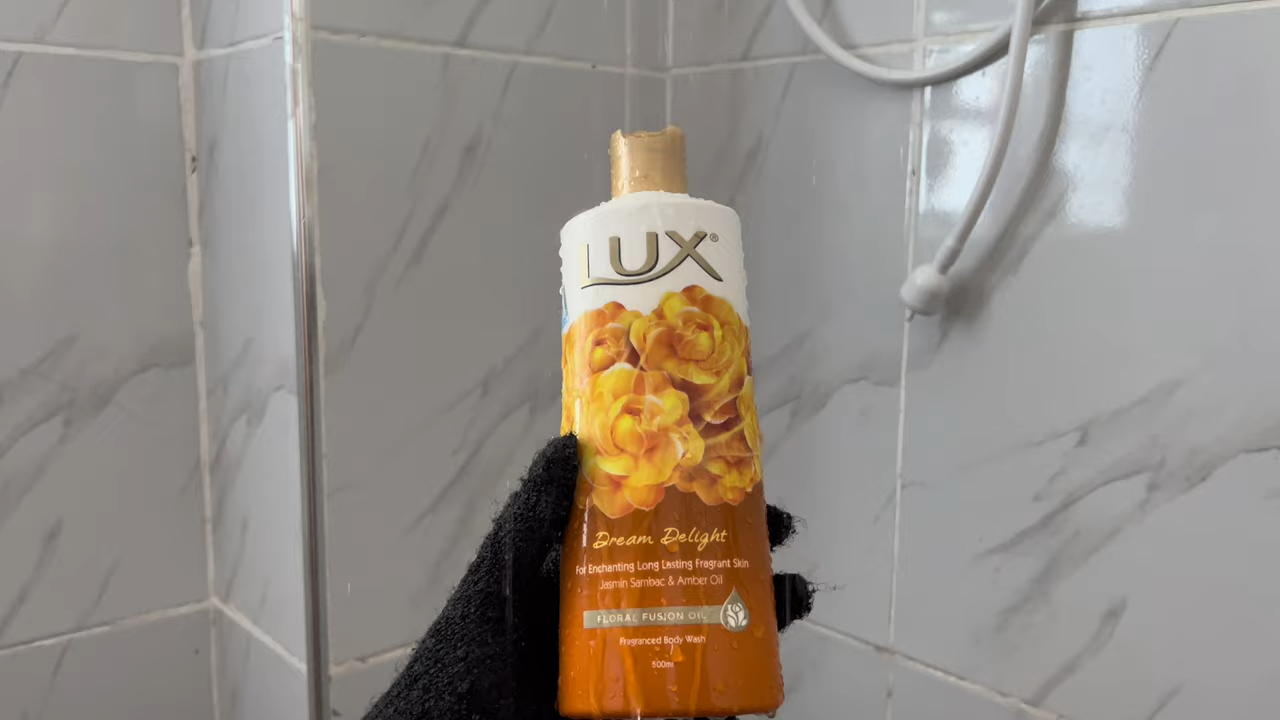 LUX®
Dream Delight
For Enchanting Long Lasting Fragrant Skin
Jasmin Sambac & Amber Oil
FLORAL FUSION OIL
Fragranced Body Wash
500ml